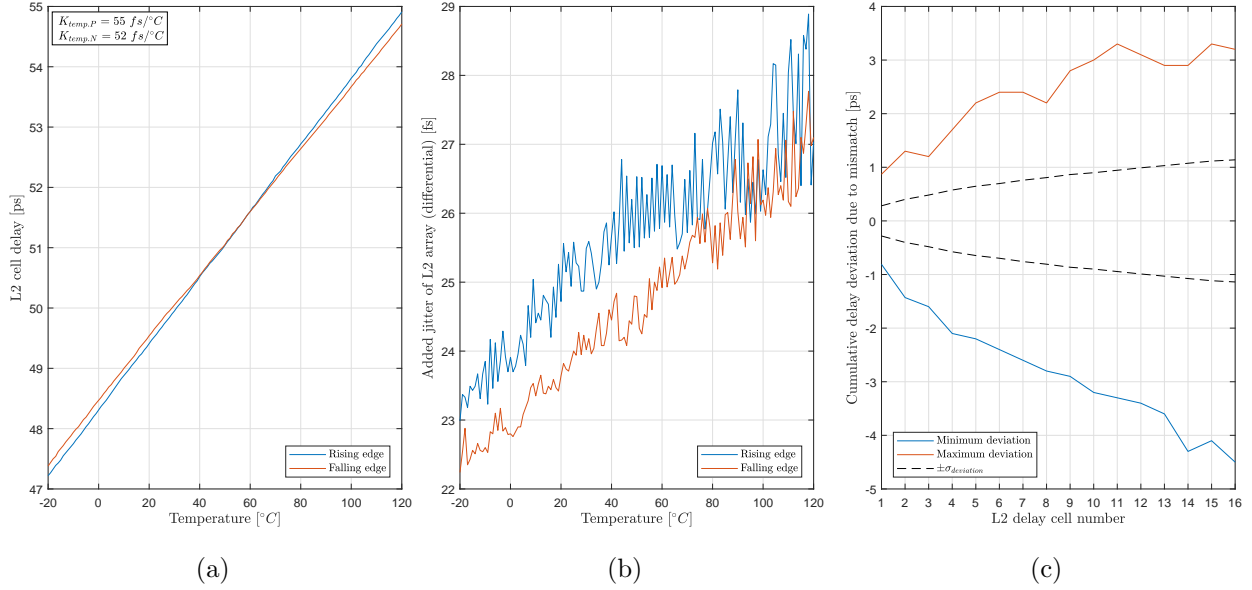 K_{temp.P} = 55 fs/°C
K_{temp.N} = 52 fs/°C
L2 cell delay [ps]
55
54
53
52
51
50
49
48
47
-20 0 20 40 60 80 100 120
Temperature [°C]
Rising edge
Falling edge
(a)
Added jitter of L2 array (differential) [fs]
29
28
27
26
25
24
23
22
-20 0 20 40 60 80 100 120
Temperature [°C]
Rising edge
Falling edge
(b)
Cumulative delay deviation due to mismatch [ps]
4
3
2
1
0
-1
-2
-3
-4
-5
1 2 3 4 5 6 7 8 9 10 11 12 13 14 15 16
L2 delay cell number
Minimum deviation
Maximum deviation
±σ_{deviation}
(c)